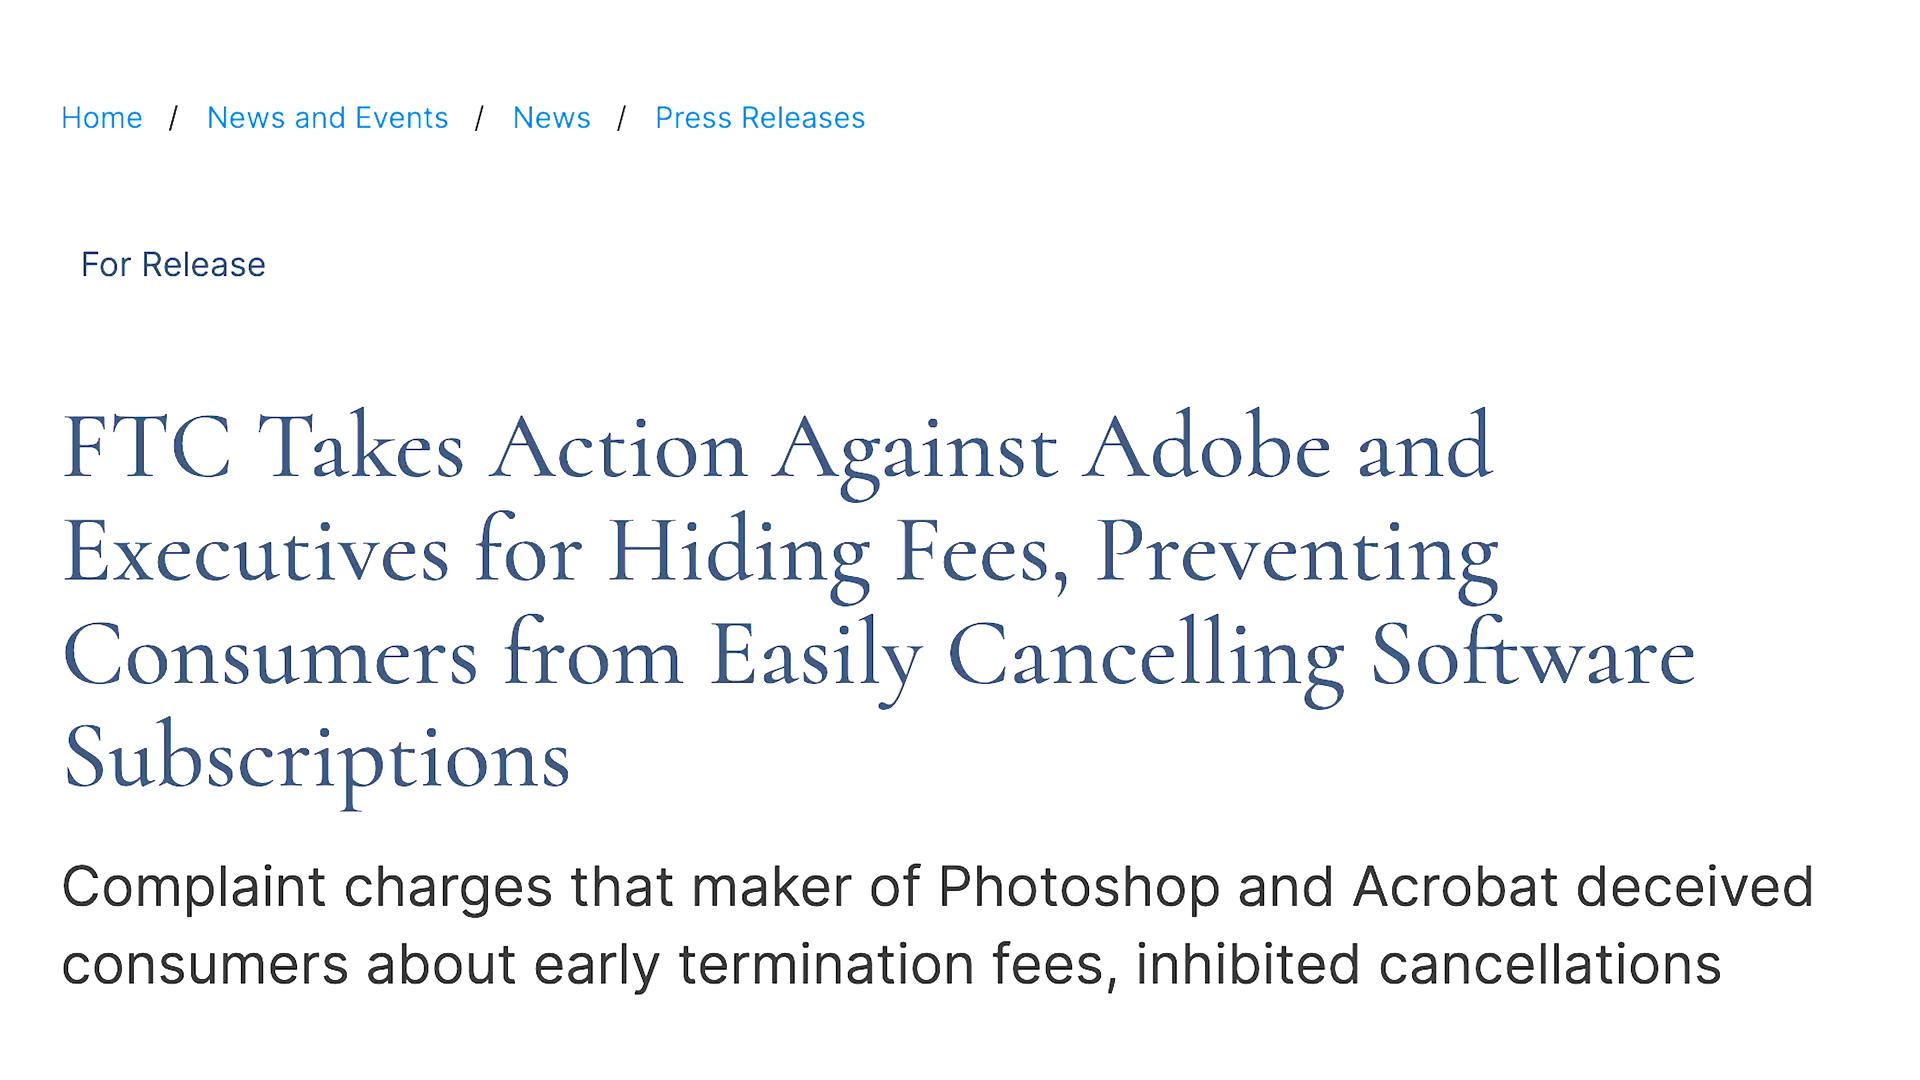 Home / News and Events / News / Press Releases
For Release
FTC Takes Action Against Adobe and
Executives for Hiding Fees, Preventing
Consumers from Easily Cancelling Software
Subscriptions
Complaint charges that maker of Photoshop and Acrobat deceived
consumers about early termination fees, inhibited cancellations